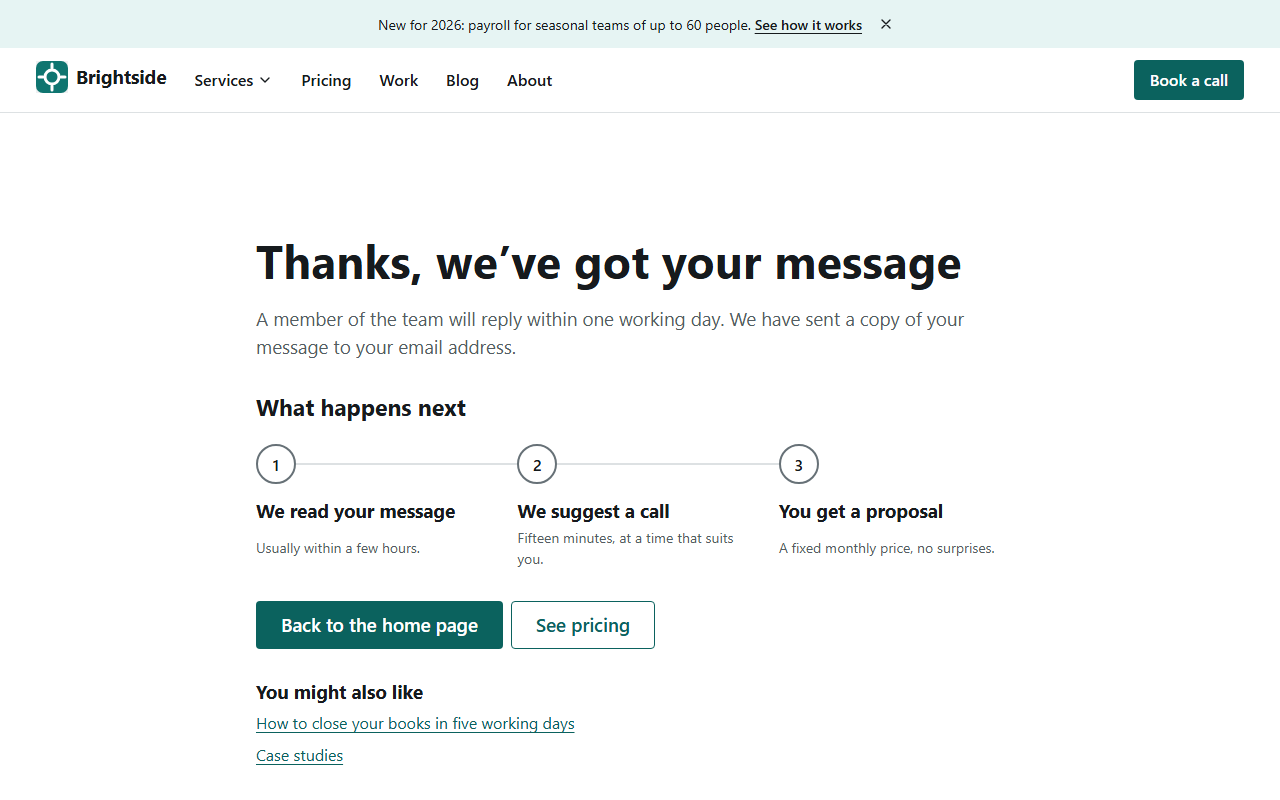 New for 2026: payroll for seasonal teams of up to 60 people. See how it works
Brightside
Services
Pricing
Work
Blog
About
Book a call
Thanks, we’ve got your message
A member of the team will reply within one working day. We have sent a copy of your
message to your email address.
What happens next
1
2
3
We read your message
Usually within a few hours.
We suggest a call
Fifteen minutes, at a time that suits
you.
You get a proposal
A fixed monthly price, no surprises.
Back to the home page
See pricing
You might also like
How to close your books in five working days
Case studies